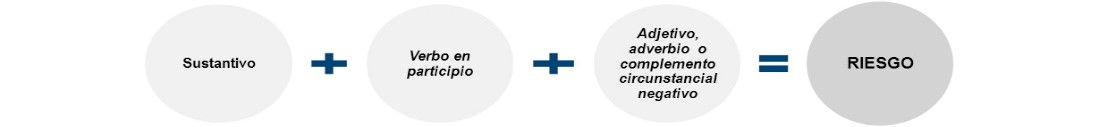 Sustantivo
+
Verbo en
participio
+
Adjetivo,
adverbio o
complemento
circunstancial
negativo
=
RIESGO